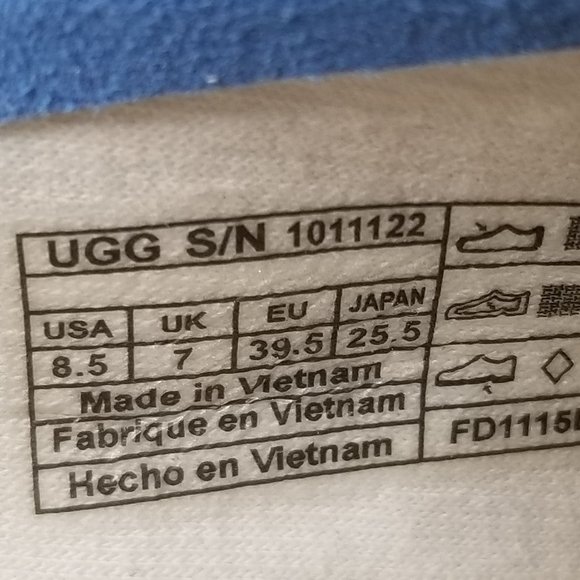 UGG S/N 1011122
USA UK EU JAPAN
8.5 7 39.5 25.5
Made in Vietnam
Fabrique en Vietnam
Hecho en Vietnam
FD1115